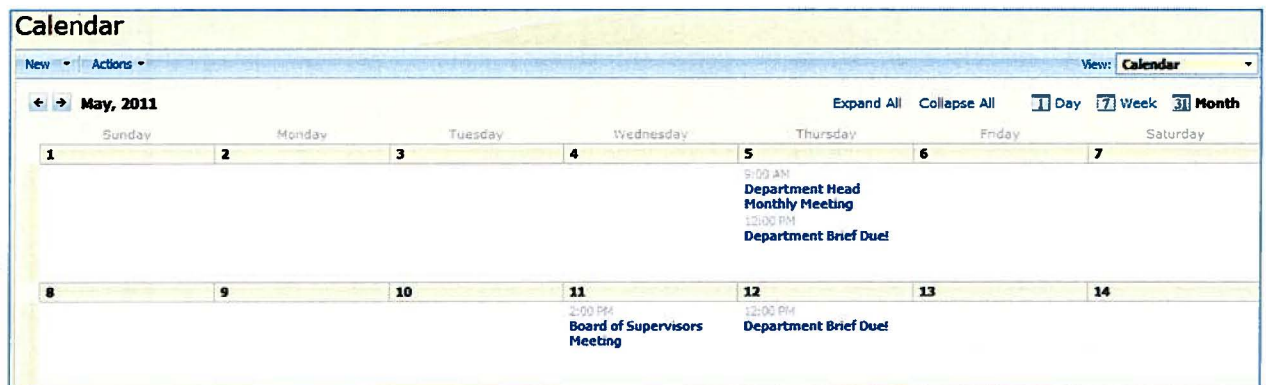 Calendar
New Actions View: Calendar
May, 2011 Expand All Collapse All 1 Day 7 Week 31 Month
Sunday Monday Tuesday Wednesday Thursday Friday Saturday
1 2 3 4 5 6 7
9:00 AM
Department Head
Monthly Meeting
12:00 PM
Department Brief Due!
8 9 10 11 12 13 14
2:00 PM 12:00 PM
Board of Supervisors Department Brief Due!
Meeting